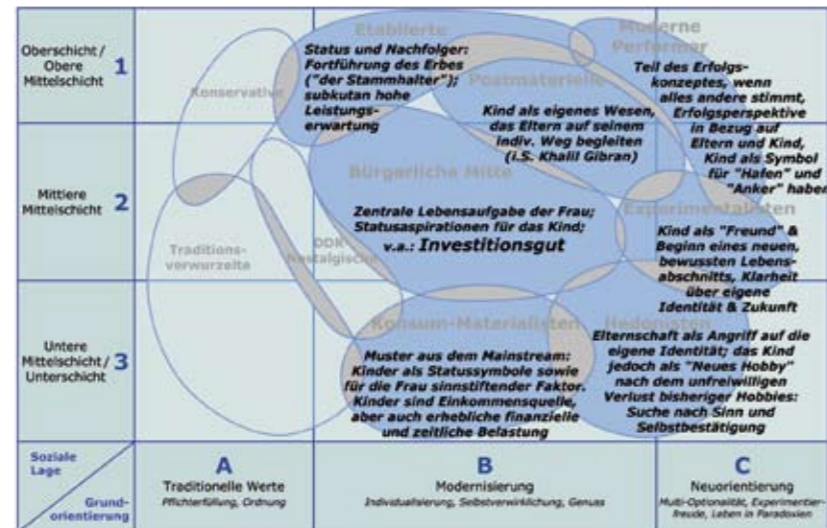 Oberschicht /
Obere
Mittelschicht
1
Konservative
Etablierte
Status und Nachfolger:
Fortführung des Erbes
("der Stammhalter");
subkutan hohe
Leistungs-
erwartung
Postmaterielle
Kind als eigenes Wesen,
das Eltern auf seinem
indiv. Weg begleiten
(i.S. Khalil Gibran)
Moderne
Performer
Teil des Erfolgs-
konzeptes, wenn
alles andere stimmt,
Erfolgsperspektive
in Bezug auf
Eltern und Kind,
Kind als Symbol
für "Hafen" und
"Anker" haben
Mittlere
Mittelschicht
2
Traditions-
verwurzelte
DDR
Nostalgische
Bürgerliche Mitte
Zentrale Lebensaufgabe der Frau;
Statusaspirationen für das Kind;
v.a.: Investitionsgut
Experimentalisten
Kind als "Freund" &
Beginn eines neuen,
bewussten Lebens-
abschnitts, Klarheit
über eigene
Identität & Zukunft
Untere
Mittelschicht /
Unterschicht
3
Konsum-Materialisten
Muster aus dem Mainstream:
Kinder als Statussymbole sowie
für die Frau sinnstiftender Faktor.
Kinder sind Einkommensquelle,
aber auch erhebliche finanzielle
und zeitliche Belastung
Hedonisten
Elternschaft als Angriff auf die
eigene Identität; das Kind
jedoch als "Neues Hobby"
nach dem unfreiwilligen
Verlust bisheriger Hobbies:
Suche nach Sinn und
Selbstbestätigung
Soziale
Lage
Grund-
orientierung
A
Traditionelle Werte
Pflichterfüllung, Ordnung
B
Modernisierung
Individualisierung, Selbstverwirklichung, Genuss
C
Neuorientierung
Multi-Optionalität, Experimentier-
freude, Leben in Paradoxien